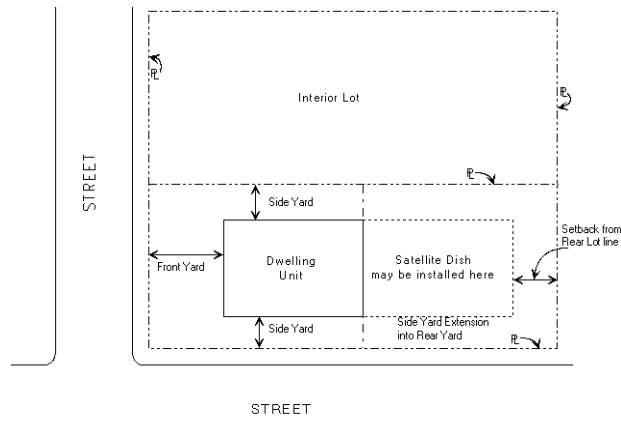 STREET
PL
PL
Interior Lot
PL
Side Yard
Setback from
Rear Lot line
Front Yard
Dwelling
Unit
Satellite Dish
may be installed here
Side Yard
Side Yard Extension
into Rear Yard
PL
STREET